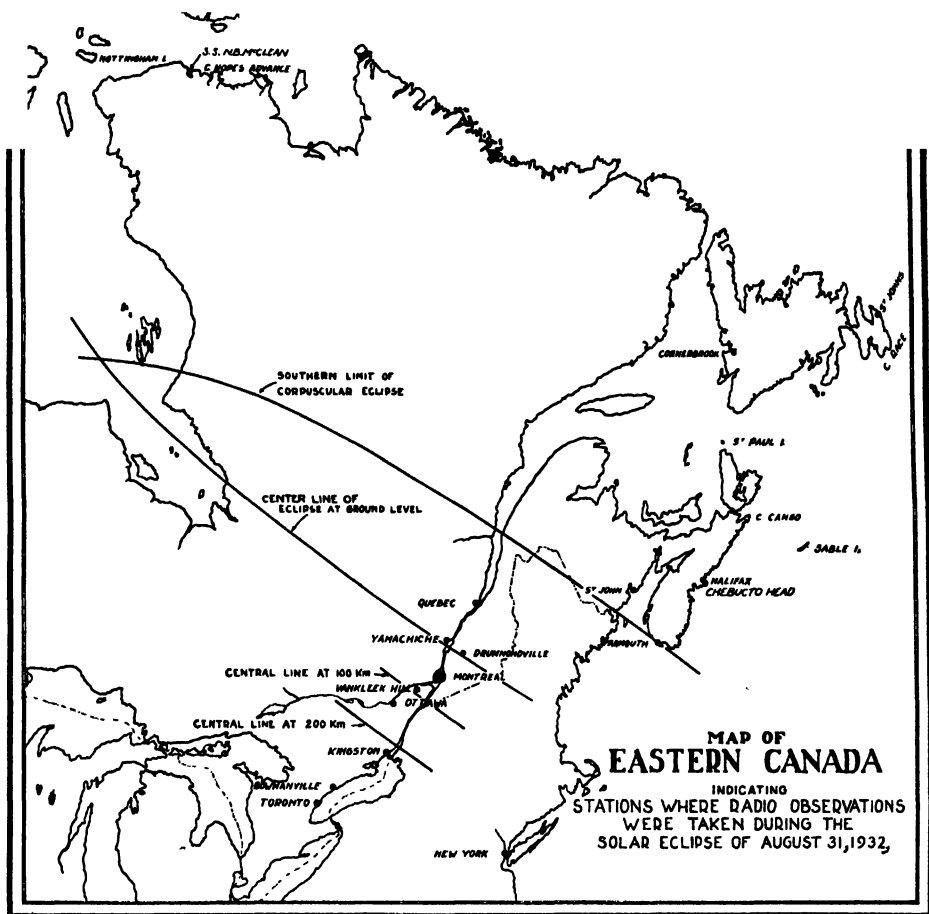 NOTTINGHAM I.
S.S. N.B. McCLEAN
C. HOPES ADVANCE
ST JOHNS
C RACE
CORNERBROOK
SOUTHERN LIMIT OF
CORPUSCULAR ECLIPSE
ST PAUL I.
CENTER LINE OF
ECLIPSE AT GROUND LEVEL
C CANSO
SABLE I.
ST JOHN
HALIFAX
CHEBUCTO HEAD
QUEBEC
YAMACHICHE
YARMOUTH
DRUMMONDVILLE
CENTRAL LINE AT 100 Km
MONTREAL
VANKLEEK HILL
OTTAWA
CENTRAL LINE AT 200 Km
KINGSTON
BOWMANVILLE
TORONTO
NEW YORK
MAP OF
EASTERN CANADA
INDICATING
STATIONS WHERE RADIO OBSERVATIONS
WERE TAKEN DURING THE
SOLAR ECLIPSE OF AUGUST 31, 1932,